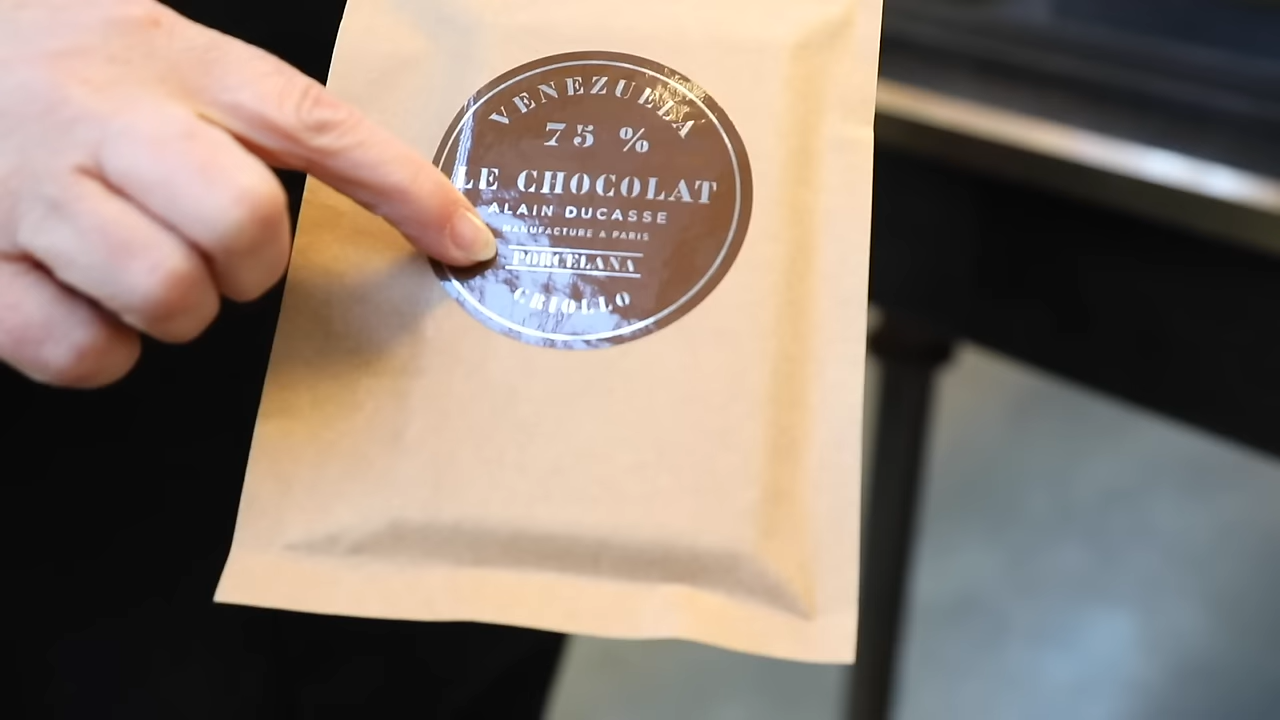 VENEZUELA
75 %
LE CHOCOLAT
ALAIN DUCASSE
MANUFACTURE A PARIS
PORCELANA
CRIOLLO